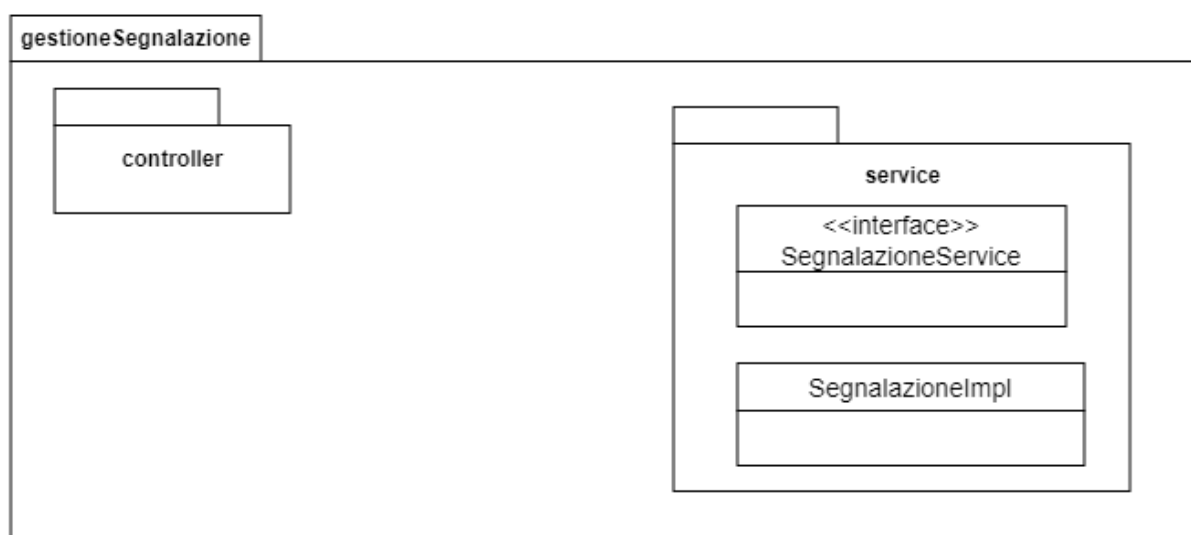 gestioneSegnalazione
controller
service
<<interface>>
SegnalazioneService
SegnalazioneImpl